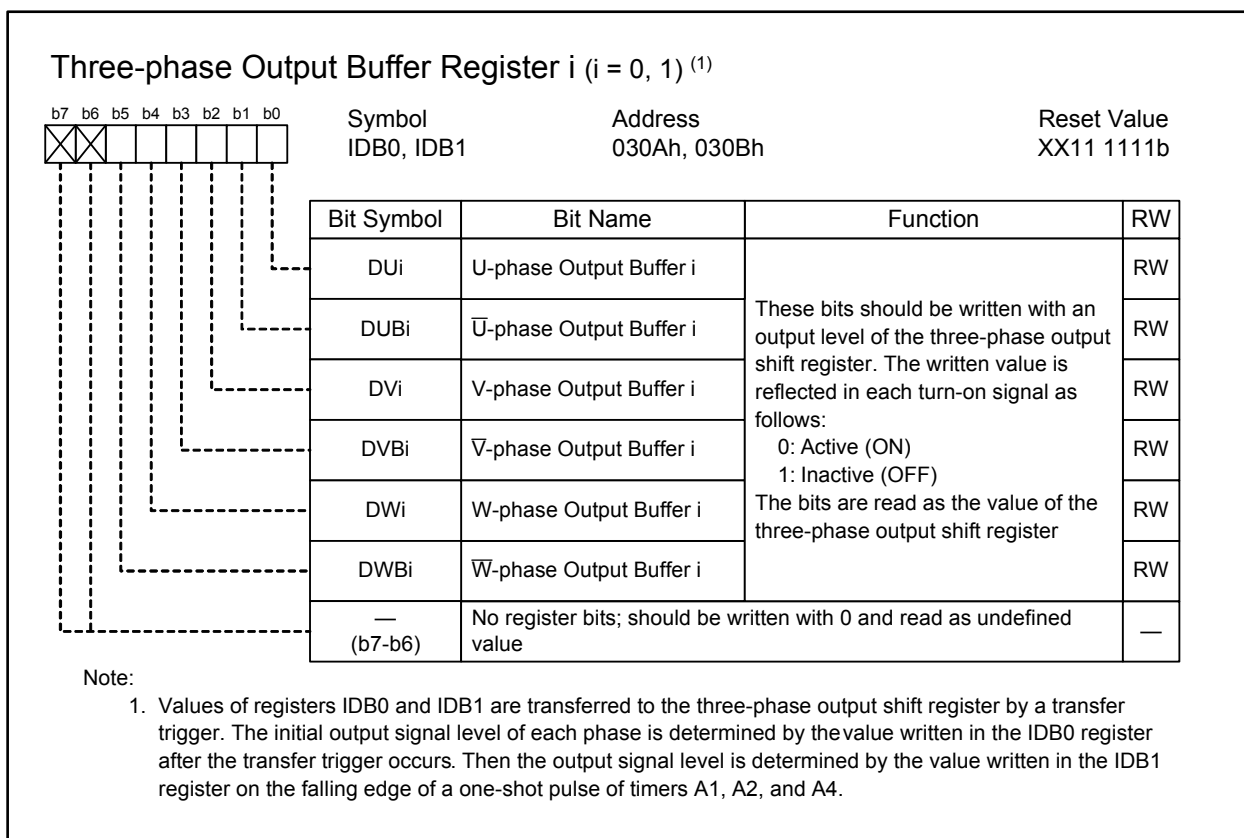 Three-phase Output Buffer Register i (i = 0, 1) (1)
b7 b6 b5 b4 b3 b2 b1 b0
Symbol Address Reset Value
IDB0, IDB1 030Ah, 030Bh XX11 1111b
Bit Symbol Bit Name Function RW
DUi U-phase Output Buffer i RW
DUBi U̅-phase Output Buffer i RW
DVi V-phase Output Buffer i RW
DVBi V̅-phase Output Buffer i RW
DWi W-phase Output Buffer i RW
DWBi W̅-phase Output Buffer i RW
These bits should be written with an
output level of the three-phase output
shift register. The written value is
reflected in each turn-on signal as
follows:
0: Active (ON)
1: Inactive (OFF)
The bits are read as the value of the
three-phase output shift register
—
(b7-b6)
No register bits; should be written with 0 and read as undefined
value
—
Note:
1. Values of registers IDB0 and IDB1 are transferred to the three-phase output shift register by a transfer
trigger. The initial output signal level of each phase is determined by the value written in the IDB0 register
after the transfer trigger occurs. Then the output signal level is determined by the value written in the IDB1
register on the falling edge of a one-shot pulse of timers A1, A2, and A4.